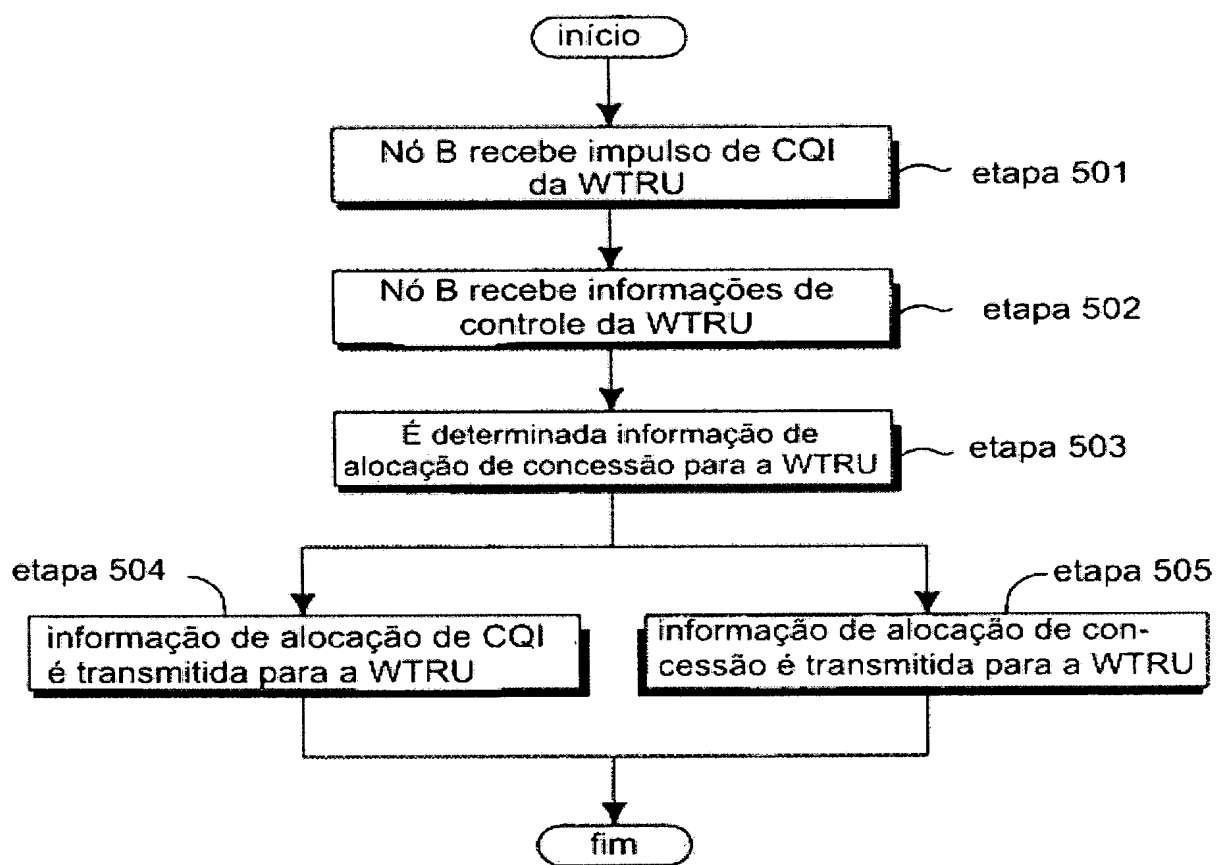 início
Nó B recebe impulso de CQI
da WTRU
etapa 501
Nó B recebe informações de
controle da WTRU
etapa 502
É determinada informação de
alocação de concessão para a WTRU
etapa 503
etapa 504
informação de alocação de CQI
é transmitida para a WTRU
etapa 505
informação de alocação de con-
cessão é transmitida para a WTRU
fim